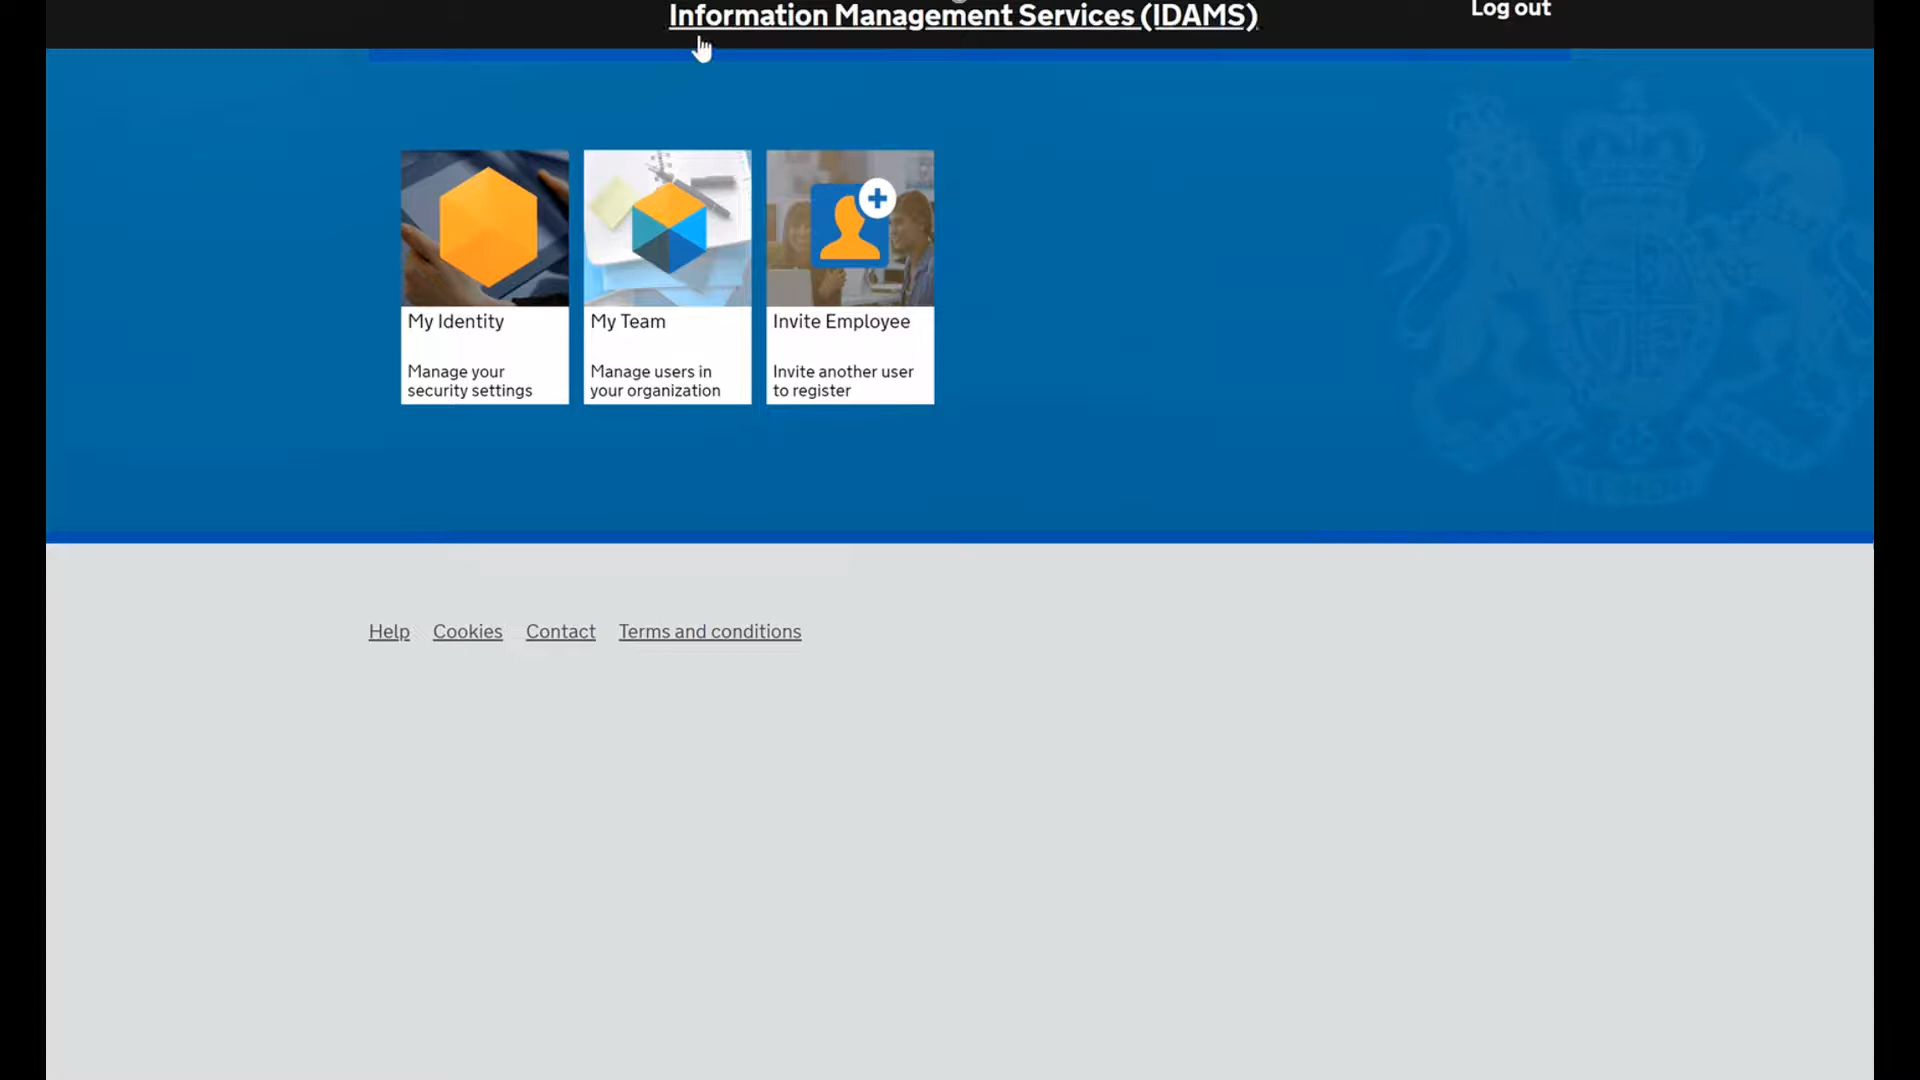 Information Management Services (IDAMS)
Log out
My Identity
Manage your
security settings
My Team
Manage users in
your organization
Invite Employee
Invite another user
to register
Help
Cookies
Contact
Terms and conditions